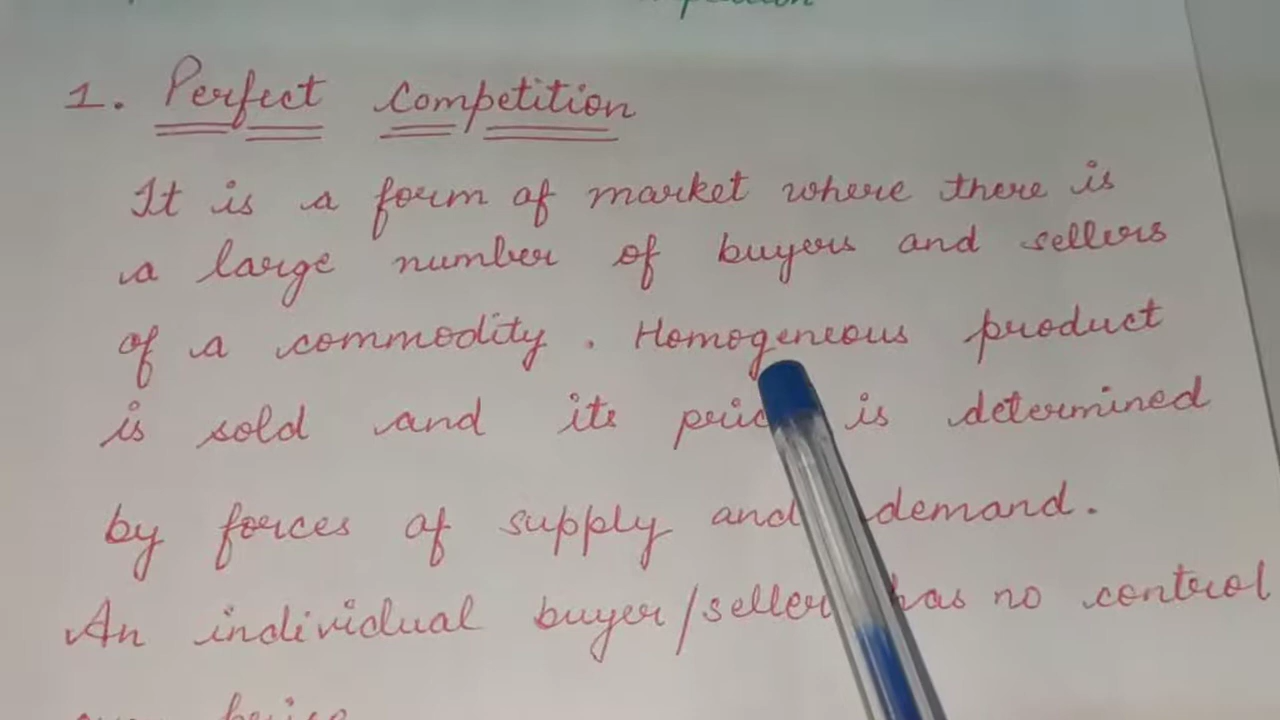 1. Perfect Competition
It is a form of market where there is
a large number of buyers and sellers
of a commodity. Homogeneous product
is sold and its price is determined
by forces of supply and demand.
An individual buyer/seller has no control